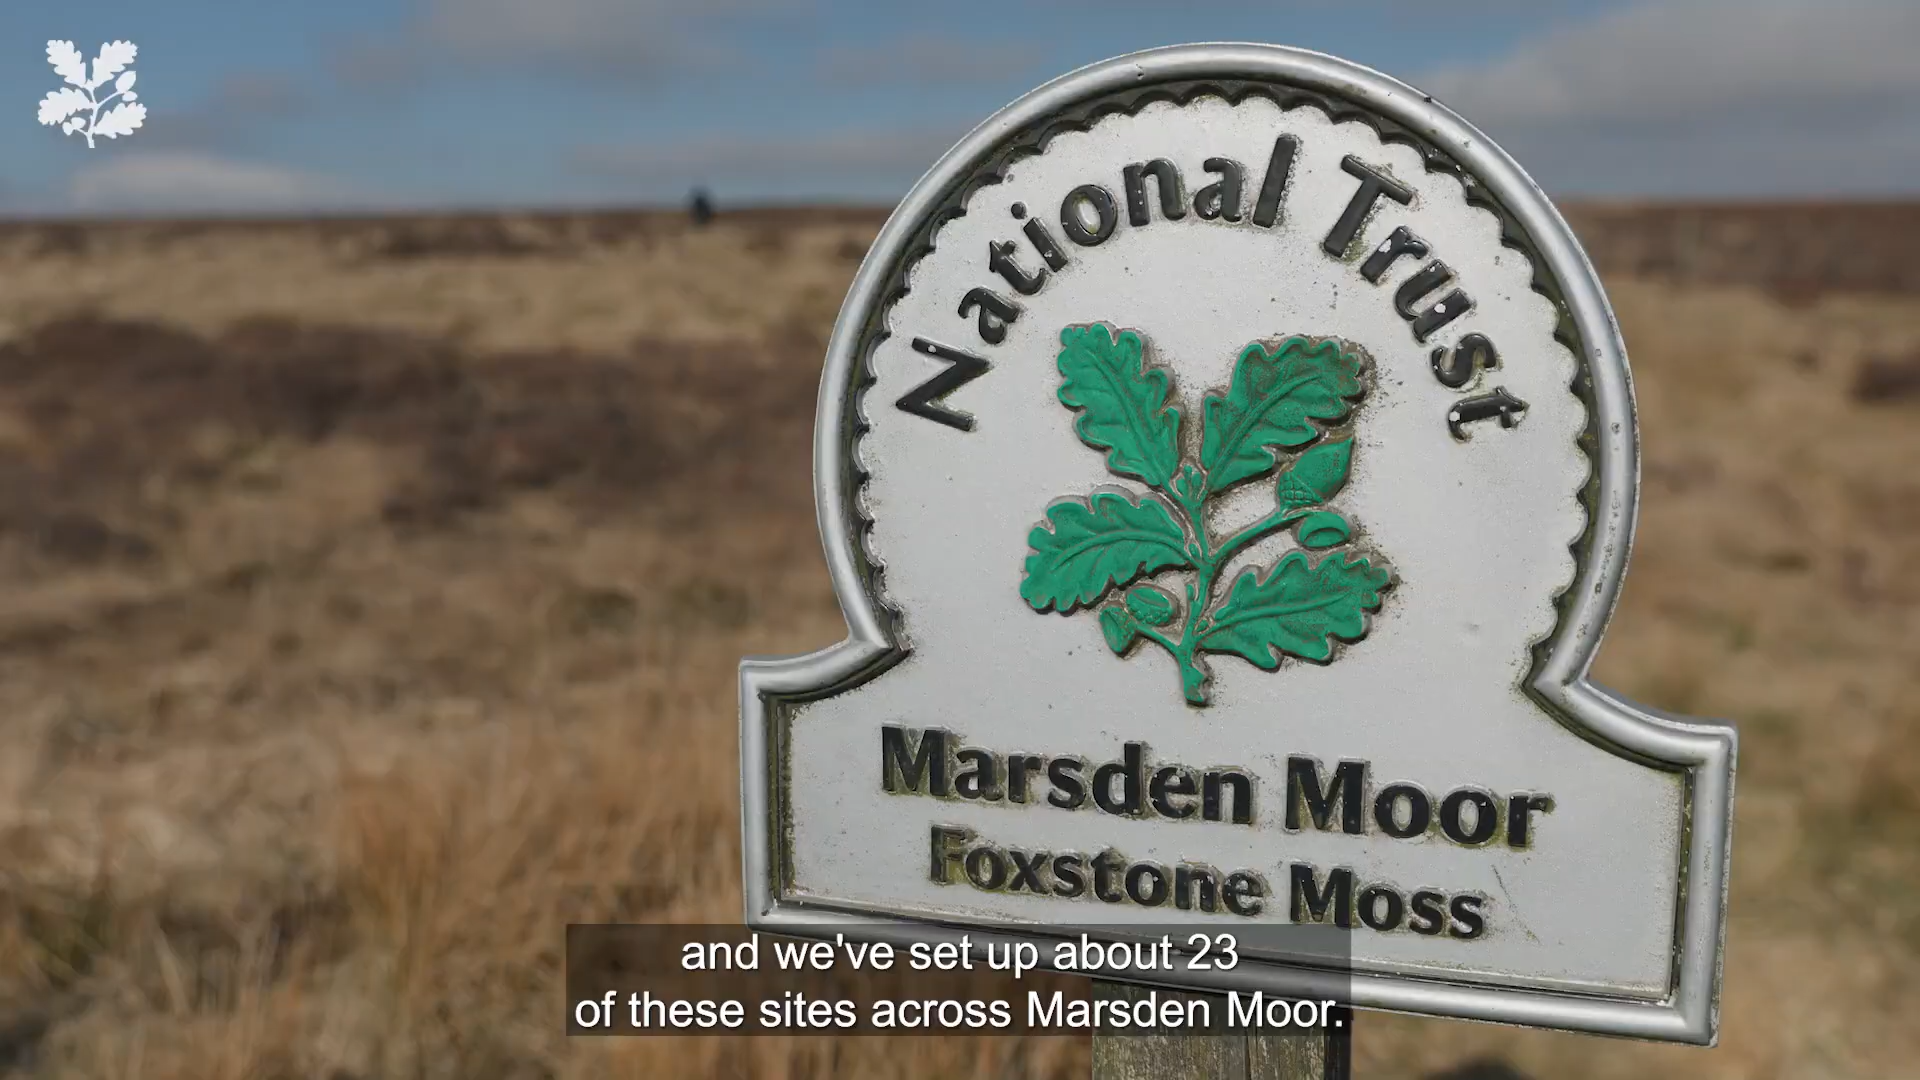 National Trust
Marsden Moor
Foxstone Moss
and we've set up about 23
of these sites across Marsden Moor.